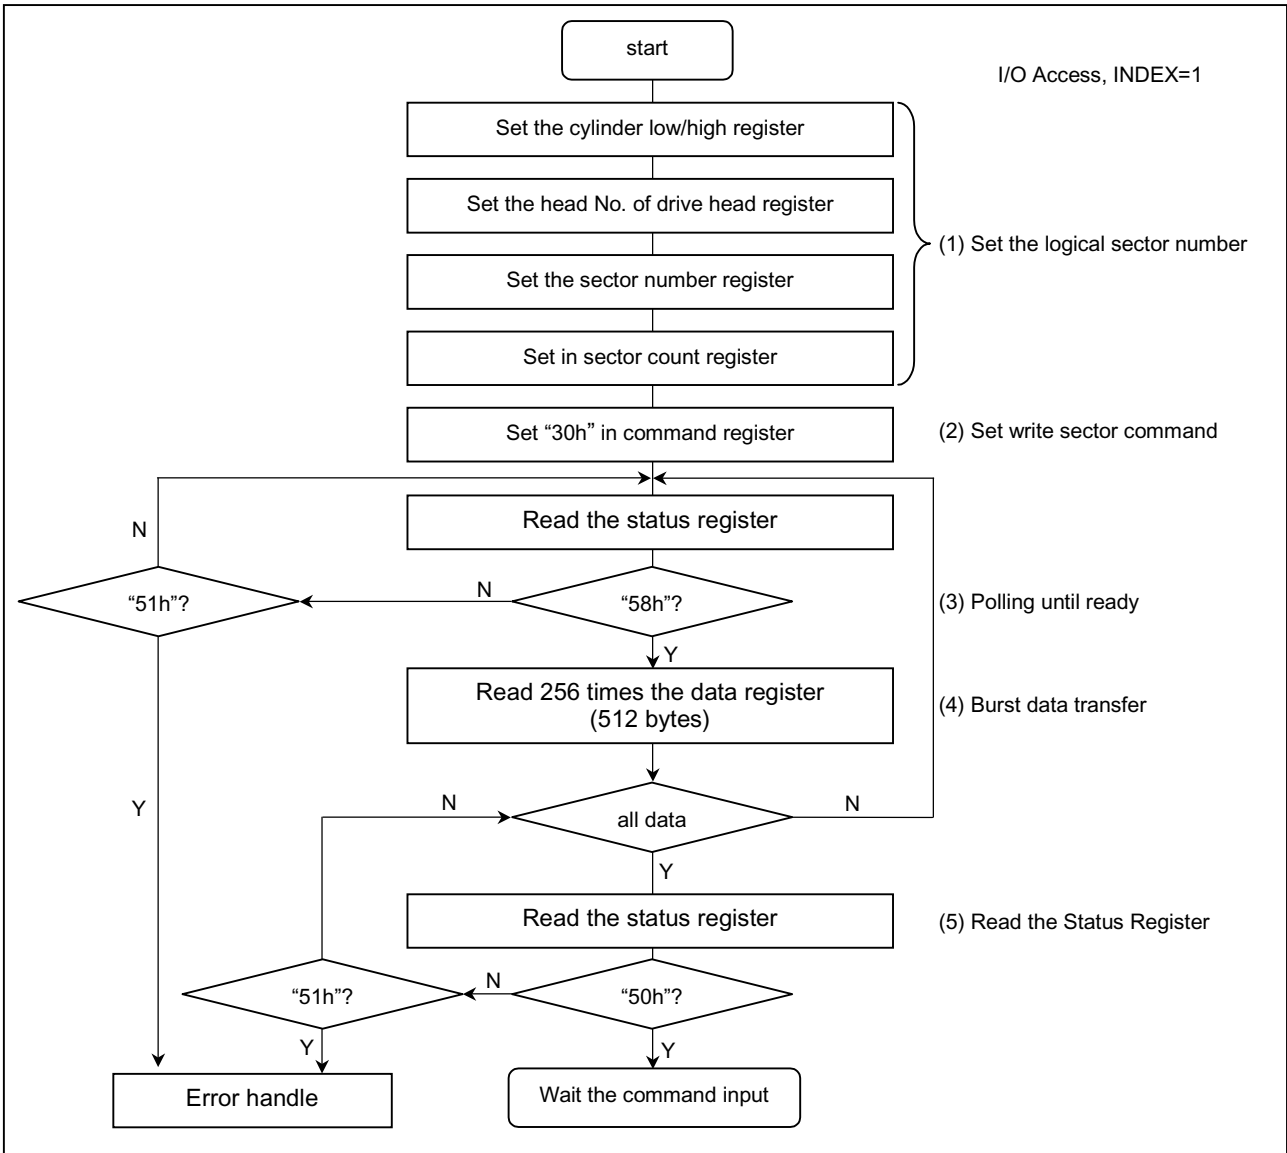 start
I/O Access, INDEX=1
Set the cylinder low/high register
Set the head No. of drive head register
(1) Set the logical sector number
Set the sector number register
Set in sector count register
Set “30h” in command register
(2) Set write sector command
N
Read the status register
“51h”?
N
“58h”?
(3) Polling until ready
Y
Read 256 times the data register
(512 bytes)
(4) Burst data transfer
Y
N
all data
N
Y
Read the status register
(5) Read the Status Register
“51h”?
N
“50h”?
Y
Y
Error handle
Wait the command input